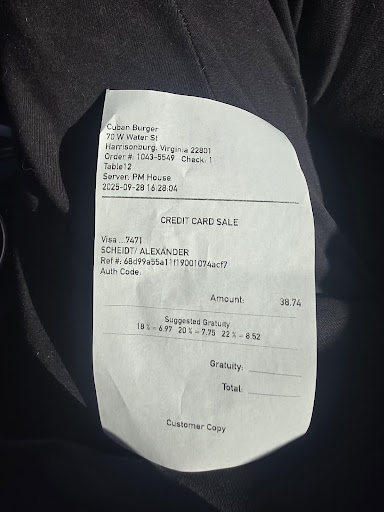 Cuban Burger
70 W Water St
Harrisonburg, Virginia 22801
Order #: 1043-5549 Check: 1
Table12
Server: PM House
2025-09-28 16:28:04
CREDIT CARD SALE
Visa ...7471
SCHEIDT/ ALEXANDER
Ref #: 68d99a55a11f19001074acf7
Auth Code:
Amount: 38.74
Suggested Gratuity
18 % = 6.97 20 % = 7.75 22 % = 8.52
Gratuity:
Total:
Customer Copy